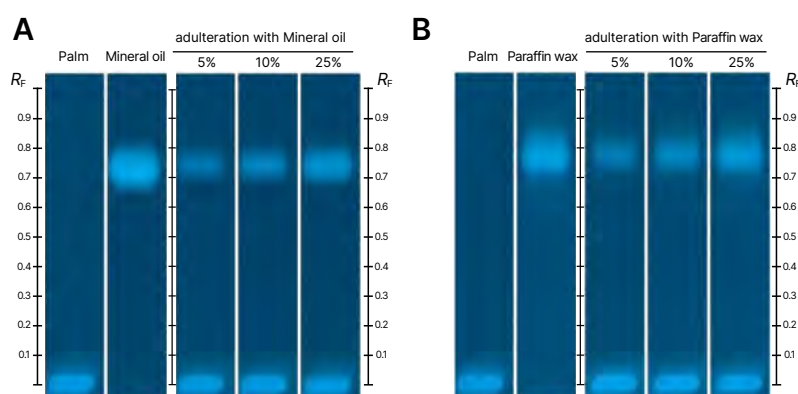 A
adulteration with Mineral oil
Palm Mineral oil 5% 10% 25%
RF RF
0.9 0.9
0.8 0.8
0.7 0.7
0.6 0.6
0.5 0.5
0.4 0.4
0.3 0.3
0.2 0.2
0.1 0.1
B
adulteration with Paraffin wax
Palm Paraffin wax 5% 10% 25%
RF
0.9
0.8
0.7
0.6
0.5
0.4
0.3
0.2
0.1